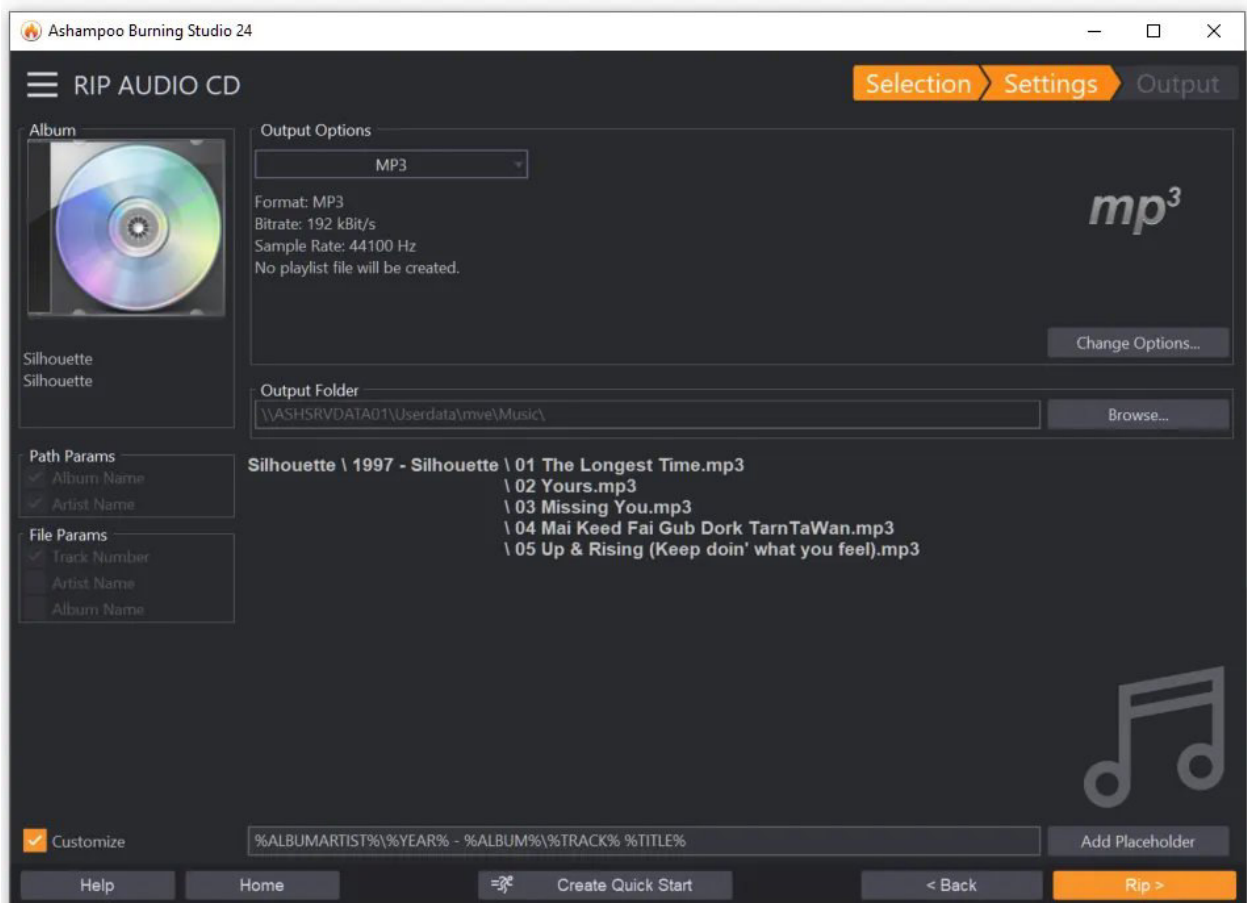 Ashampoo Burning Studio 24
RIP AUDIO CD
Selection Settings Output
Album
Silhouette
Silhouette
Output Options
MP3
Format: MP3
Bitrate: 192 kBit/s
Sample Rate: 44100 Hz
No playlist file will be created.
mp3
Change Options...
Output Folder
\\ASHSRVDATA01\Userdata\mve\Music\
Browse...
Path Params
Album Name
Artist Name
File Params
Track Number
Artist Name
Album Name
Silhouette \ 1997 - Silhouette \ 01 The Longest Time.mp3
\ 02 Yours.mp3
\ 03 Missing You.mp3
\ 04 Mai Keed Fai Gub Dork TarnTaWan.mp3
\ 05 Up & Rising (Keep doin' what you feel).mp3
Customize
%ALBUMARTIST%\%YEAR% - %ALBUM%\%TRACK% %TITLE%
Add Placeholder
Help
Home
Create Quick Start
< Back
Rip >